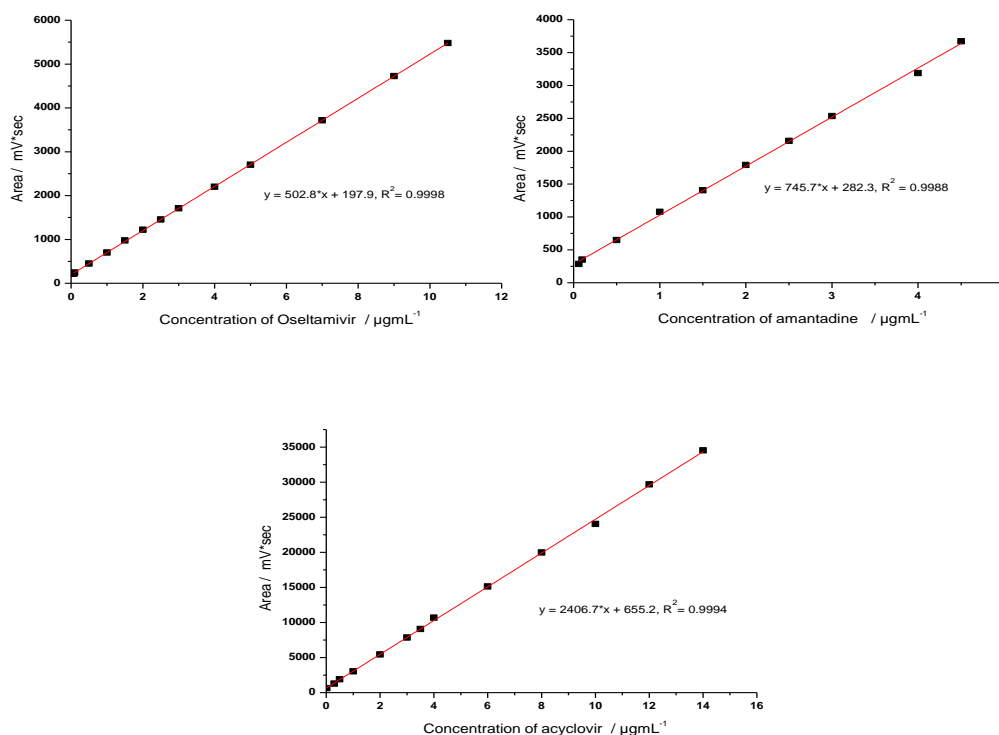 6000
5000
4000
3000
2000
1000
0
Area / mV*sec
y = 502.8*x + 197.9, R² = 0.9998
0 2 4 6 8 10 12
Concentration of Oseltamivir / µgmL⁻¹
4000
3500
3000
2500
2000
1500
1000
500
0
Area / mV*sec
y = 745.7*x + 282.3, R² = 0.9988
0 1 2 3 4
Concentration of amantadine / µgmL⁻¹
35000
30000
25000
20000
15000
10000
5000
0
Area / mV*sec
y = 2406.7*x + 655.2, R² = 0.9994
0 2 4 6 8 10 12 14 16
Concentration of acyclovir / µgmL⁻¹